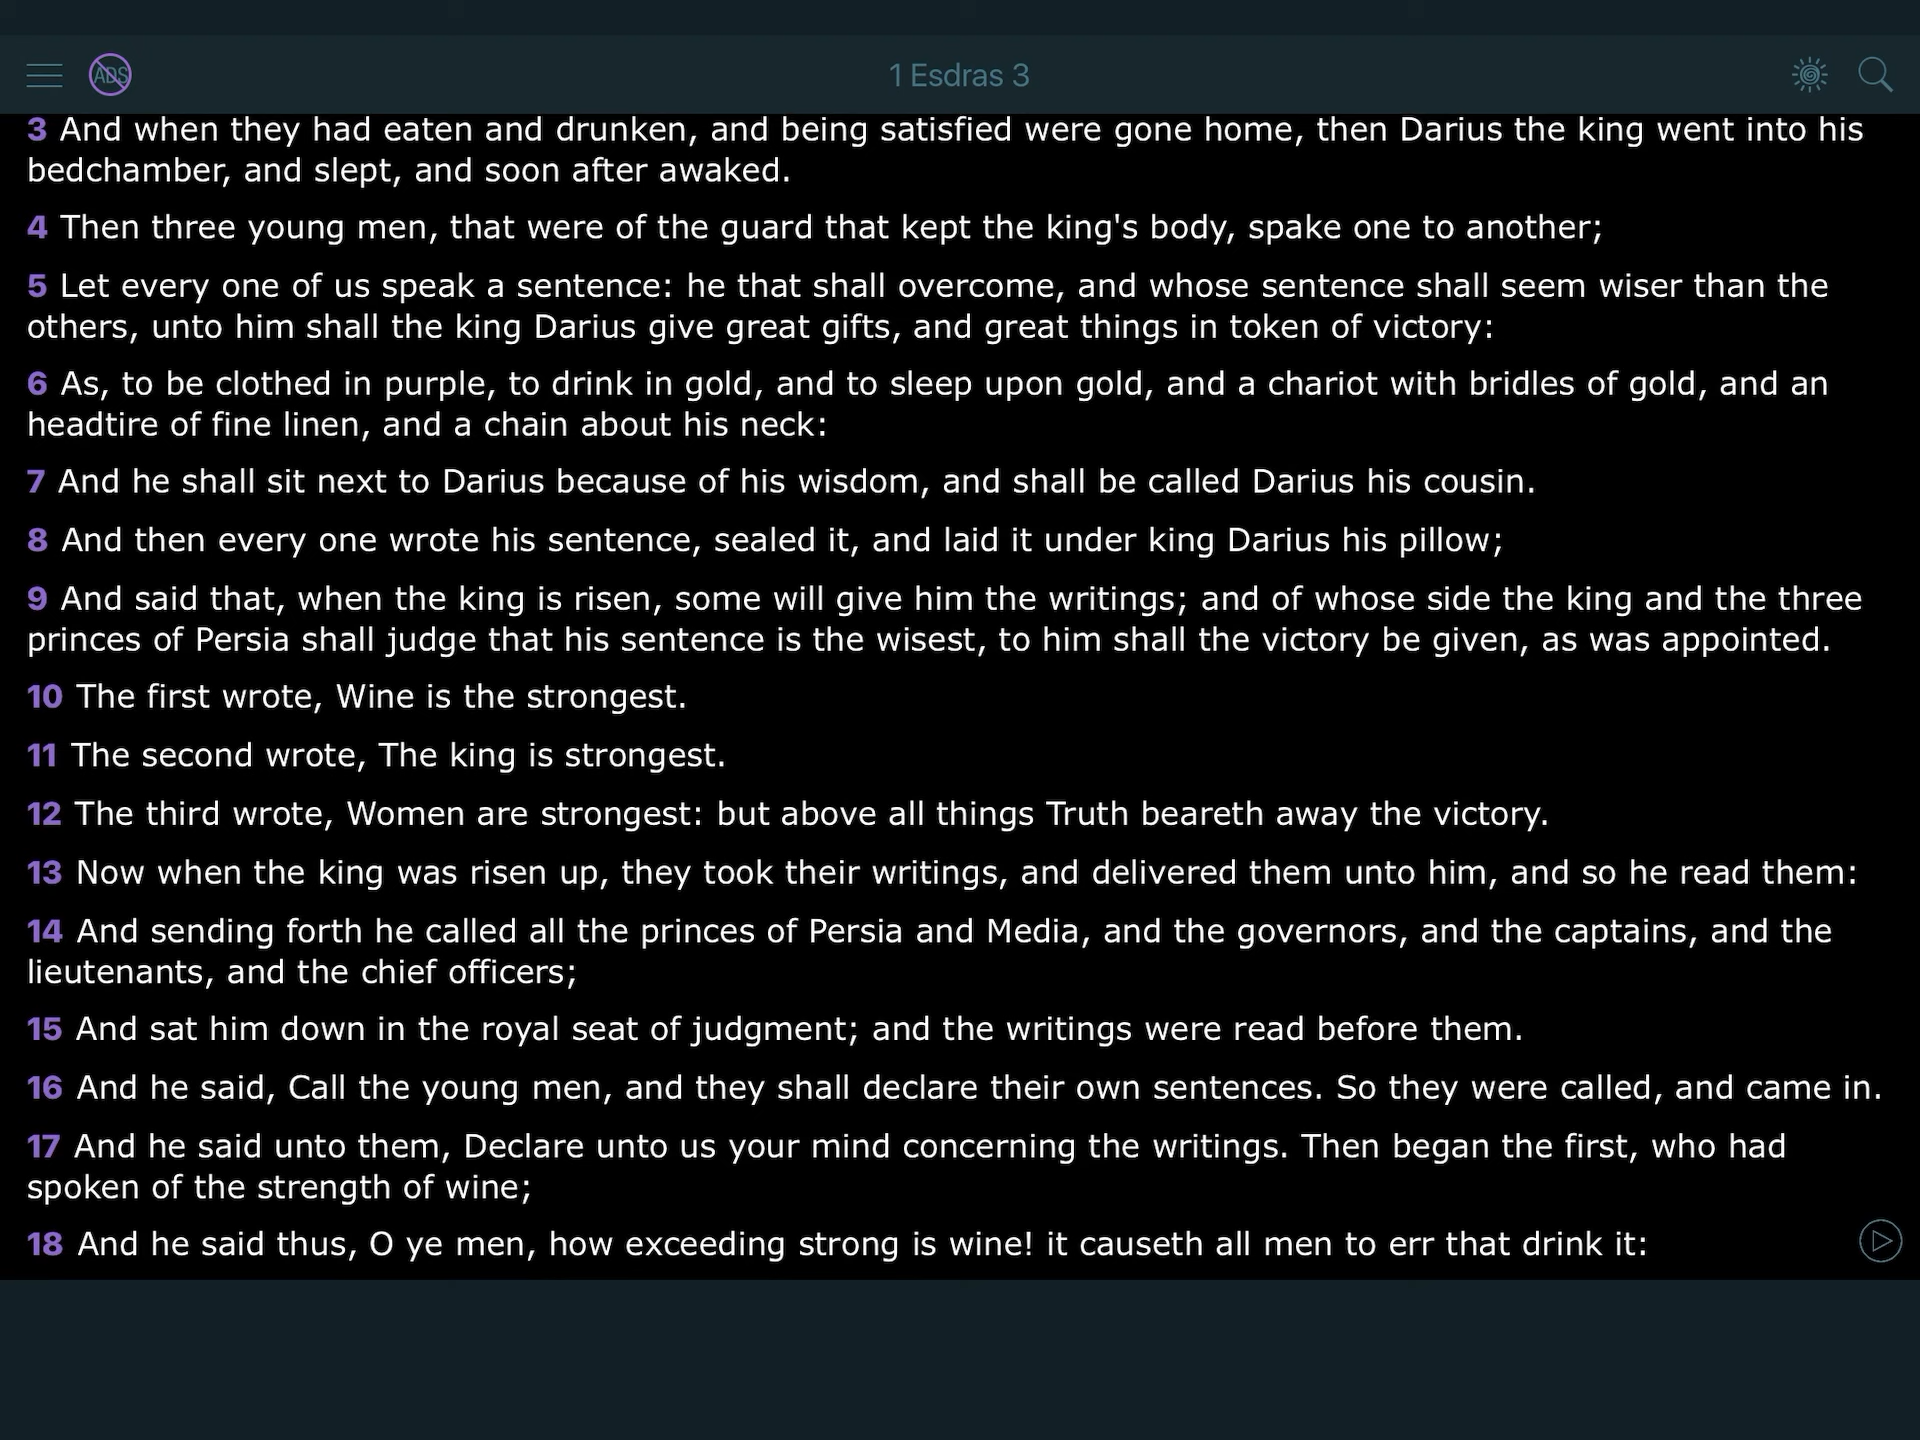 ADS
1 Esdras 3
3 And when they had eaten and drunken, and being satisfied were gone home, then Darius the king went into his
bedchamber, and slept, and soon after awaked.
4 Then three young men, that were of the guard that kept the king's body, spake one to another;
5 Let every one of us speak a sentence: he that shall overcome, and whose sentence shall seem wiser than the
others, unto him shall the king Darius give great gifts, and great things in token of victory:
6 As, to be clothed in purple, to drink in gold, and to sleep upon gold, and a chariot with bridles of gold, and an
headtire of fine linen, and a chain about his neck:
7 And he shall sit next to Darius because of his wisdom, and shall be called Darius his cousin.
8 And then every one wrote his sentence, sealed it, and laid it under king Darius his pillow;
9 And said that, when the king is risen, some will give him the writings; and of whose side the king and the three
princes of Persia shall judge that his sentence is the wisest, to him shall the victory be given, as was appointed.
10 The first wrote, Wine is the strongest.
11 The second wrote, The king is strongest.
12 The third wrote, Women are strongest: but above all things Truth beareth away the victory.
13 Now when the king was risen up, they took their writings, and delivered them unto him, and so he read them:
14 And sending forth he called all the princes of Persia and Media, and the governors, and the captains, and the
lieutenants, and the chief officers;
15 And sat him down in the royal seat of judgment; and the writings were read before them.
16 And he said, Call the young men, and they shall declare their own sentences. So they were called, and came in.
17 And he said unto them, Declare unto us your mind concerning the writings. Then began the first, who had
spoken of the strength of wine;
18 And he said thus, O ye men, how exceeding strong is wine! it causeth all men to err that drink it: